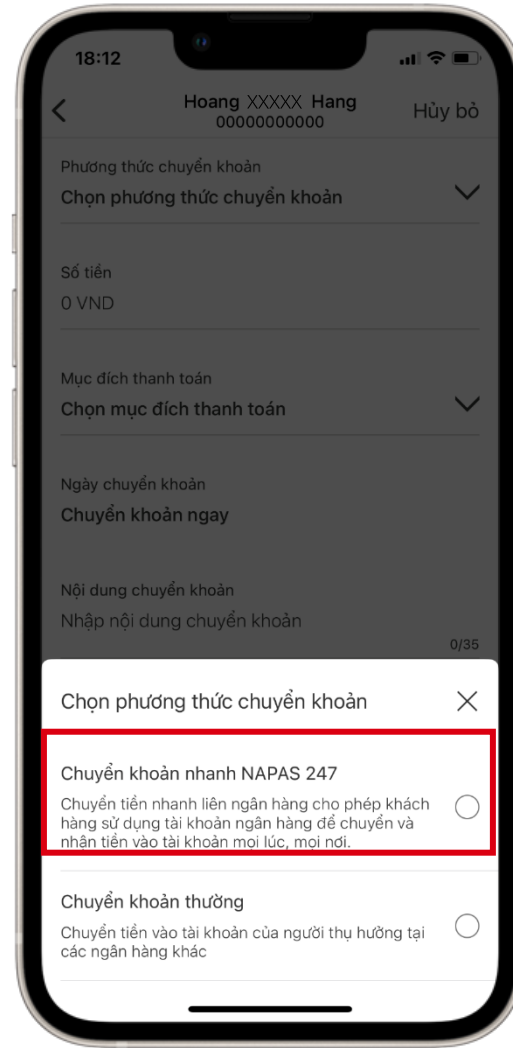 18:12
Hoang XXXXX Hang
00000000000
Hủy bỏ
Phương thức chuyển khoản
Chọn phương thức chuyển khoản
Số tiền
0 VND
Mục đích thanh toán
Chọn mục đích thanh toán
Ngày chuyển khoản
Chuyển khoản ngay
Nội dung chuyển khoản
Nhập nội dung chuyển khoản
0/35
Chọn phương thức chuyển khoản
Chuyển khoản nhanh NAPAS 247
Chuyển tiền nhanh liên ngân hàng cho phép khách
hàng sử dụng tài khoản ngân hàng để chuyển và
nhận tiền vào tài khoản mọi lúc, mọi nơi.
Chuyển khoản thường
Chuyển tiền vào tài khoản của người thụ hưởng tại
các ngân hàng khác